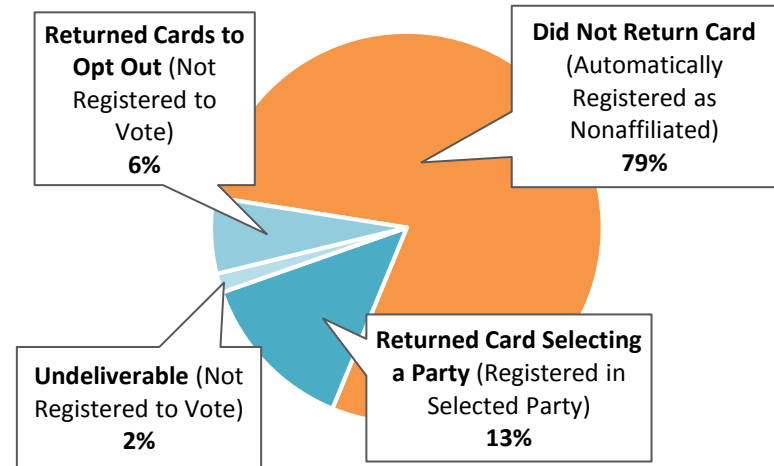 Returned Cards to
Opt Out (Not
Registered to
Vote)
6%
Did Not Return Card
(Automatically
Registered as
Nonaffiliated)
79%
Undeliverable (Not
Registered to Vote)
2%
Returned Card Selecting
a Party (Registered in
Selected Party)
13%